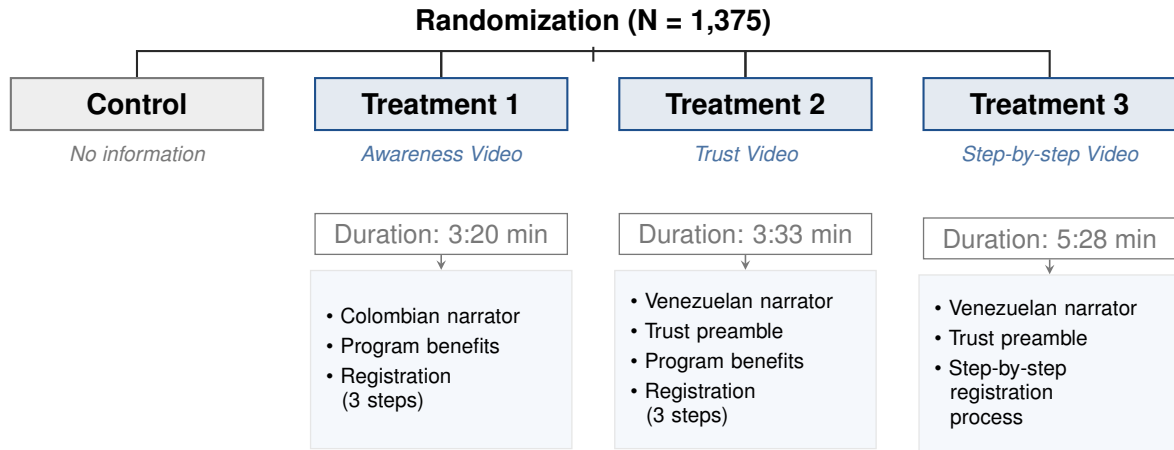 Randomization (N = 1,375)
Control
No information
Treatment 1
Awareness Video
Duration: 3:20 min
• Colombian narrator
• Program benefits
• Registration
(3 steps)
Treatment 2
Trust Video
Duration: 3:33 min
• Venezuelan narrator
• Trust preamble
• Program benefits
• Registration
(3 steps)
Treatment 3
Step-by-step Video
Duration: 5:28 min
• Venezuelan narrator
• Trust preamble
• Step-by-step
registration
process